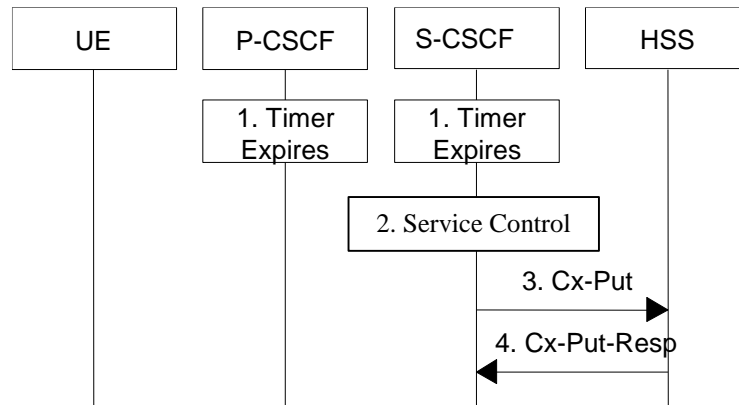 UE
P-CSCF
S-CSCF
HSS
1. Timer
Expires
1. Timer
Expires
2. Service Control
3. Cx-Put
4. Cx-Put-Resp